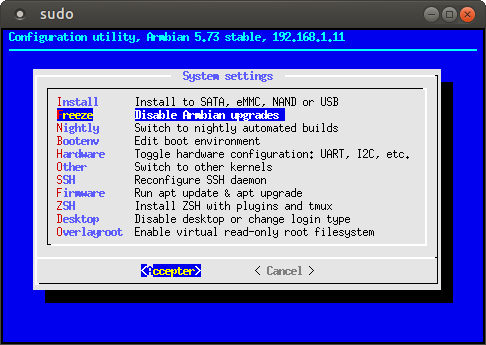 sudo
Configuration utility, Armbian 5.73 stable, 192.168.1.11
System settings
Install Install to SATA, eMMC, NAND or USB
Freeze Disable Armbian upgrades
Nightly Switch to nightly automated builds
Bootenv Edit boot environment
Hardware Toggle hardware configuration: UART, I2C, etc.
Other Switch to other kernels
SSH Reconfigure SSH daemon
Firmware Run apt update & apt upgrade
ZSH Install ZSH with plugins and tmux
Desktop Disable desktop or change login type
Overlayroot Enable virtual read-only root filesystem
<Accepter> < Cancel >